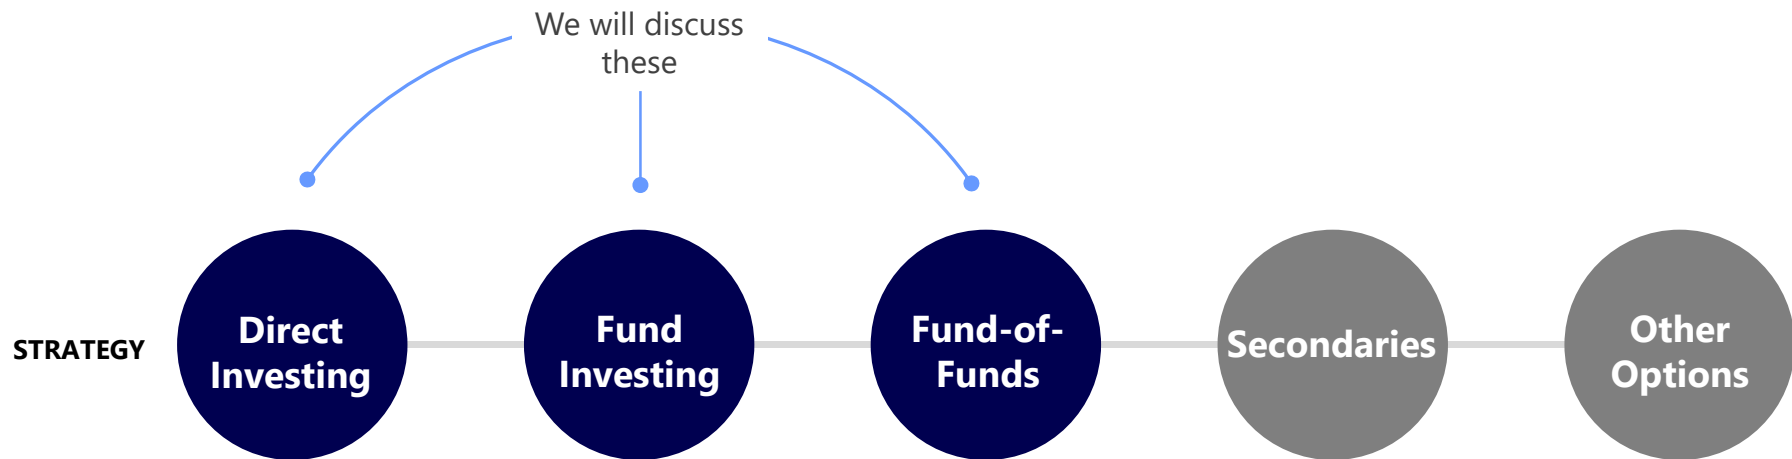 We will discuss
these
STRATEGY
Direct
Investing
Fund
Investing
Fund-of-
Funds
Secondaries
Other
Options